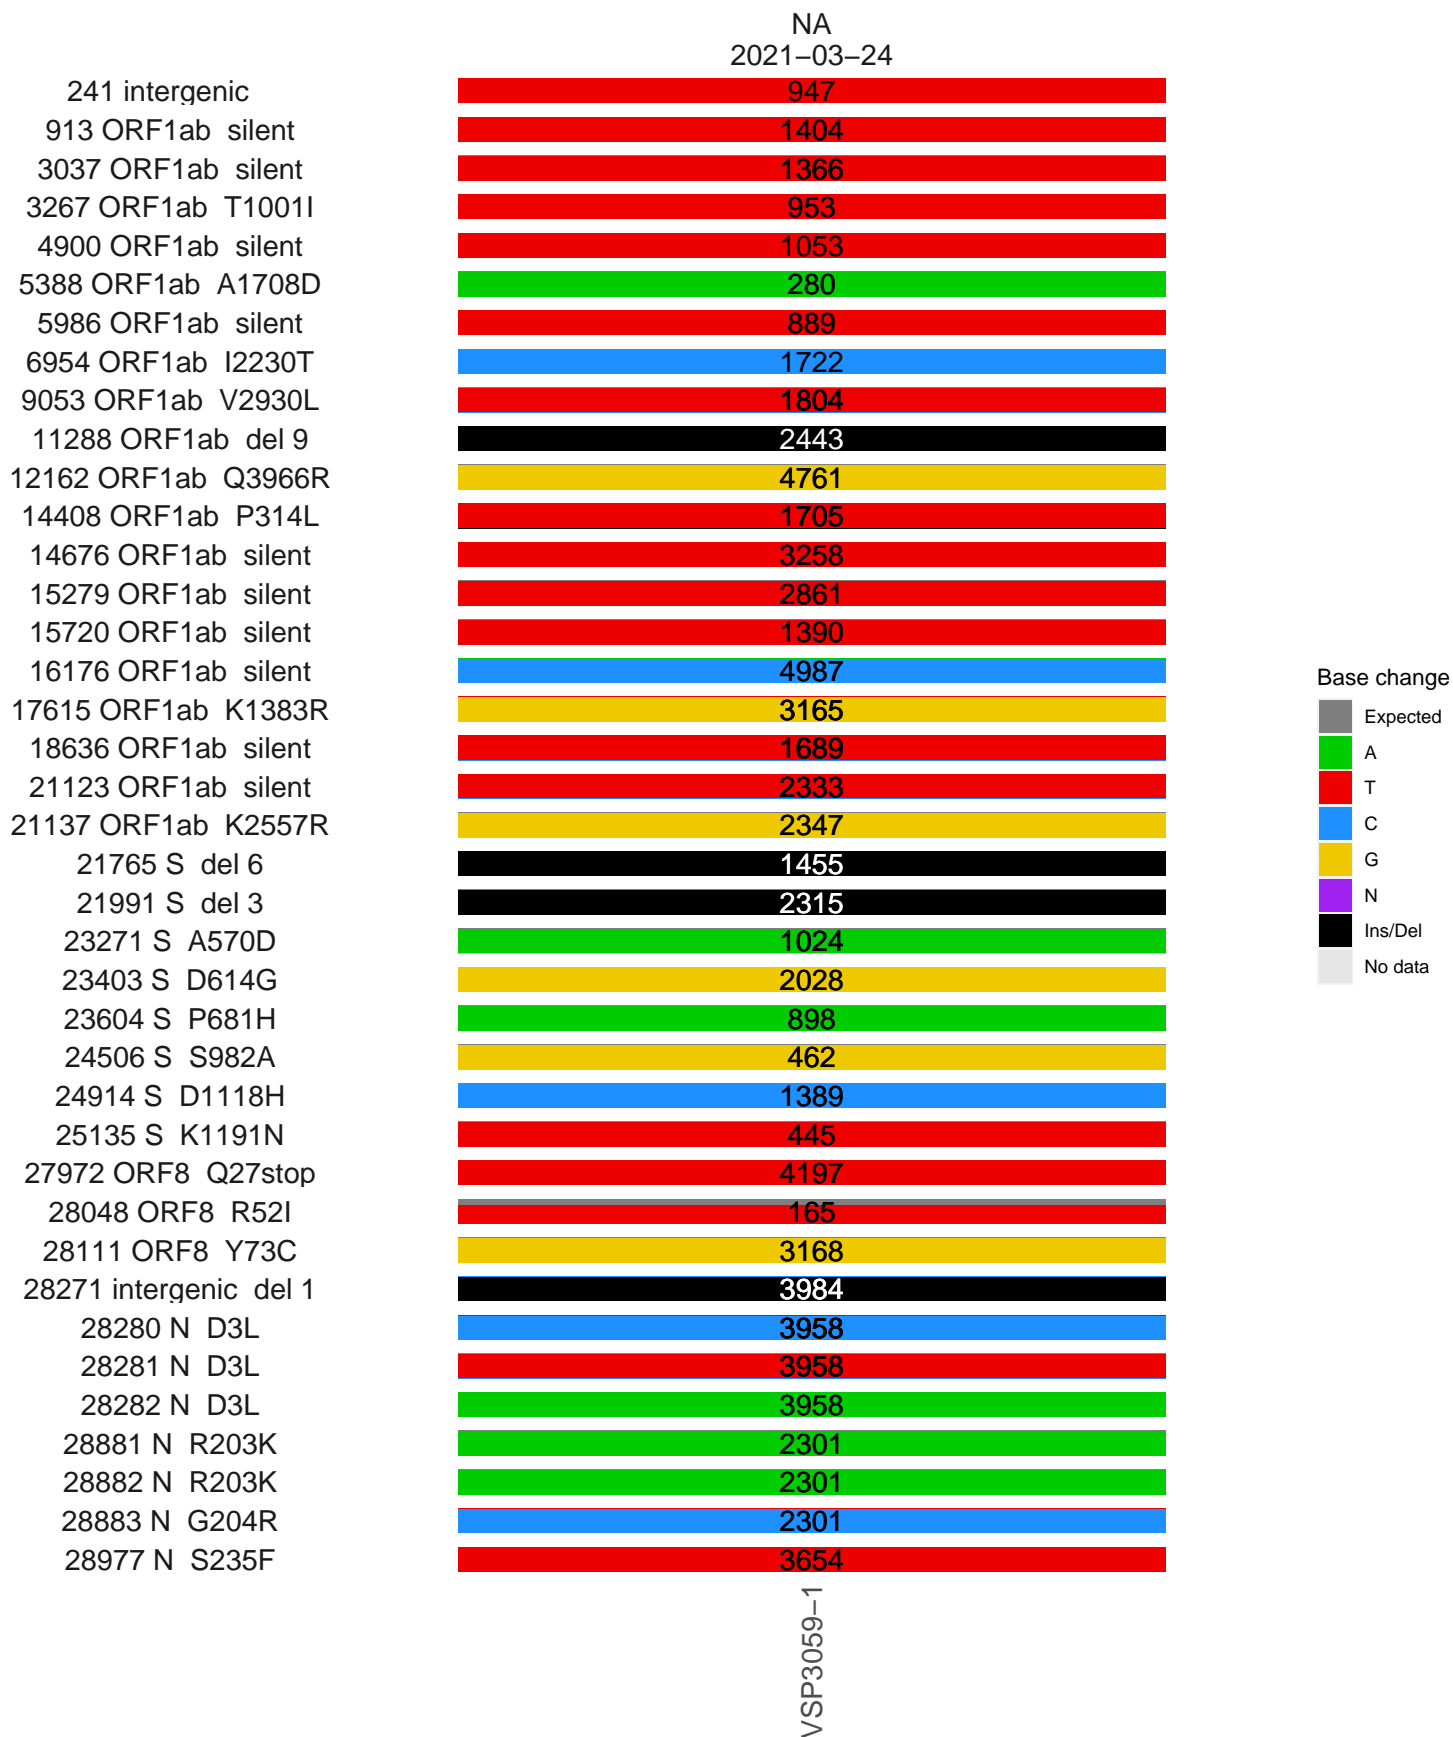 NA
2021−03−24
241 intergenic 947
913 ORF1ab silent 1404
3037 ORF1ab silent 1366
3267 ORF1ab T1001I 953
4900 ORF1ab silent 1053
5388 ORF1ab A1708D 280
5986 ORF1ab silent 889
6954 ORF1ab I2230T 1722
9053 ORF1ab V2930L 1804
11288 ORF1ab del 9 2443
12162 ORF1ab Q3966R 4761
14408 ORF1ab P314L 1705
14676 ORF1ab silent 3258
15279 ORF1ab silent 2861
15720 ORF1ab silent 1390
16176 ORF1ab silent 4987
17615 ORF1ab K1383R 3165
18636 ORF1ab silent 1689
21123 ORF1ab silent 2333
21137 ORF1ab K2557R 2347
21765 S del 6 1455
21991 S del 3 2315
23271 S A570D 1024
23403 S D614G 2028
23604 S P681H 898
24506 S S982A 462
24914 S D1118H 1389
25135 S K1191N 445
27972 ORF8 Q27stop 4197
28048 ORF8 R52I 165
28111 ORF8 Y73C 3168
28271 intergenic del 1 3984
28280 N D3L 3958
28281 N D3L 3958
28282 N D3L 3958
28881 N R203K 2301
28882 N R203K 2301
28883 N G204R 2301
28977 N S235F 3654
VSP3059−1
Base change
Expected
A
T
C
G
N
Ins/Del
No data